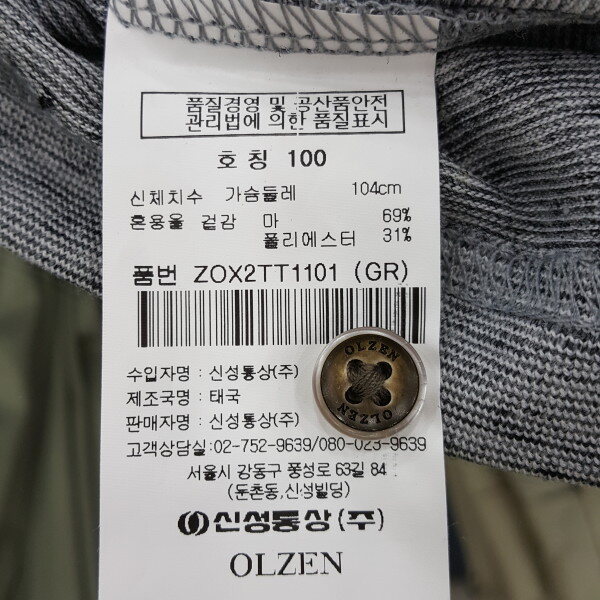 품질경영 및 공산품안전
관리법에 의한 품질표시
호 칭 100
신체치수 가슴둘레 104cm
혼용율 겉감 마 69%
폴리에스터 31%
품번 ZOX2TT1101 (GR)
수입자명 : 신성통상(주)
제조국명 : 태국
판매자명 : 신성통상(주)
고객상담실:02-752-9639/080-023-9639
서울시 강동구 풍성로 63길 84
(둔촌동,신성빌딩)
신성통상(주)
OLZEN
OLZEN
OLZEN